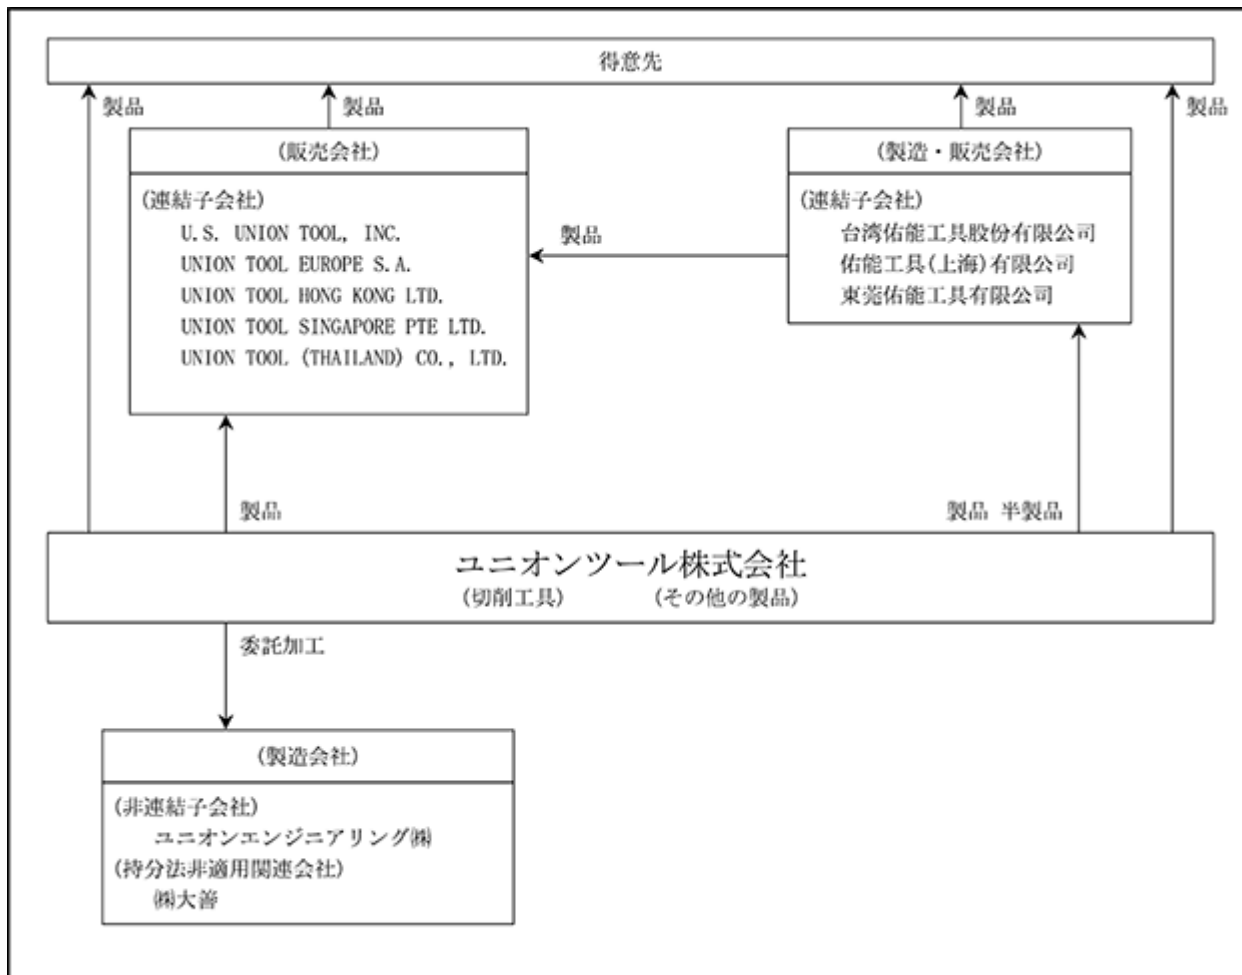 得意先
製品
製品
製品
製品
(販売会社)
(連結子会社)
U.S. UNION TOOL, INC.
UNION TOOL EUROPE S.A.
UNION TOOL HONG KONG LTD.
UNION TOOL SINGAPORE PTE LTD.
UNION TOOL (THAILAND) CO., LTD.
製品
(製造・販売会社)
(連結子会社)
台湾佑能工具股份有限公司
佑能工具(上海)有限公司
東莞佑能工具有限公司
製品
製品 半製品
ユニオンツール株式会社
(切削工具) (その他の製品)
委託加工
(製造会社)
(非連結子会社)
ユニオンエンジニアリング㈱
(持分法非適用関連会社)
㈱大善